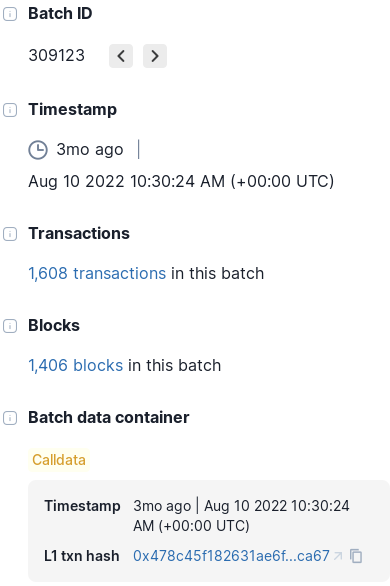 Batch ID
309123
Timestamp
3mo ago |
Aug 10 2022 10:30:24 AM (+00:00 UTC)
Transactions
1,608 transactions in this batch
Blocks
1,406 blocks in this batch
Batch data container
Calldata
Timestamp 3mo ago | Aug 10 2022 10:30:24
AM (+00:00 UTC)
L1 txn hash 0x478c45f182631ae6f...ca67